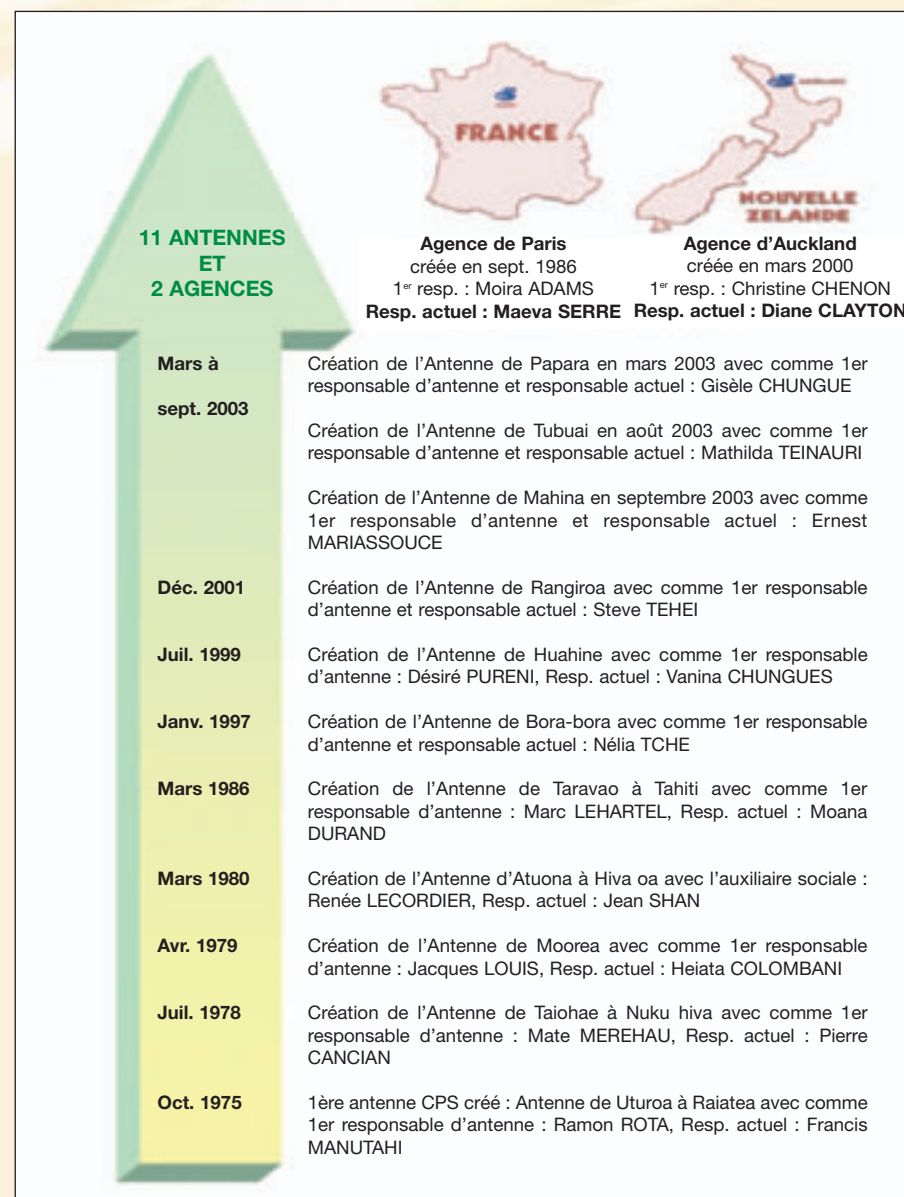 FRANCE
NOUVELLE
ZELANDE
11 ANTENNES
ET
2 AGENCES
Agence de Paris
créée en sept. 1986
1er resp. : Moira ADAMS
Resp. actuel : Maeva SERRE
Agence d'Auckland
créée en mars 2000
1er resp. : Christine CHENON
Resp. actuel : Diane CLAYTON
Mars à
sept. 2003
Création de l'Antenne de Papara en mars 2003 avec comme 1er
responsable d'antenne et responsable actuel : Gisèle CHUNGUE
Création de l'Antenne de Tubuai en août 2003 avec comme 1er
responsable d'antenne et responsable actuel : Mathilda TEINAURI
Création de l'Antenne de Mahina en septembre 2003 avec comme
1er responsable d'antenne et responsable actuel : Ernest
MARIASSOUCE
Déc. 2001
Création de l'Antenne de Rangiroa avec comme 1er responsable
d'antenne et responsable actuel : Steve TEHEI
Juil. 1999
Création de l'Antenne de Huahine avec comme 1er responsable
d'antenne : Désiré PURENI, Resp. actuel : Vanina CHUNGUES
Janv. 1997
Création de l'Antenne de Bora-bora avec comme 1er responsable
d'antenne et responsable actuel : Nélia TCHE
Mars 1986
Création de l'Antenne de Taravao à Tahiti avec comme 1er
responsable d'antenne : Marc LEHARTEL, Resp. actuel : Moana
DURAND
Mars 1980
Création de l'Antenne d'Atuona à Hiva oa avec l'auxiliaire sociale :
Renée LECORDIER, Resp. actuel : Jean SHAN
Avr. 1979
Création de l'Antenne de Moorea avec comme 1er responsable
d'antenne : Jacques LOUIS, Resp. actuel : Heiata COLOMBANI
Juil. 1978
Création de l'Antenne de Taiohae à Nuku hiva avec comme 1er
responsable d'antenne : Mate MEREHAU, Resp. actuel : Pierre
CANCIAN
Oct. 1975
1ère antenne CPS créé : Antenne de Uturoa à Raiatea avec comme
1er responsable d'antenne : Ramon ROTA, Resp. actuel : Francis
MANUTAHI